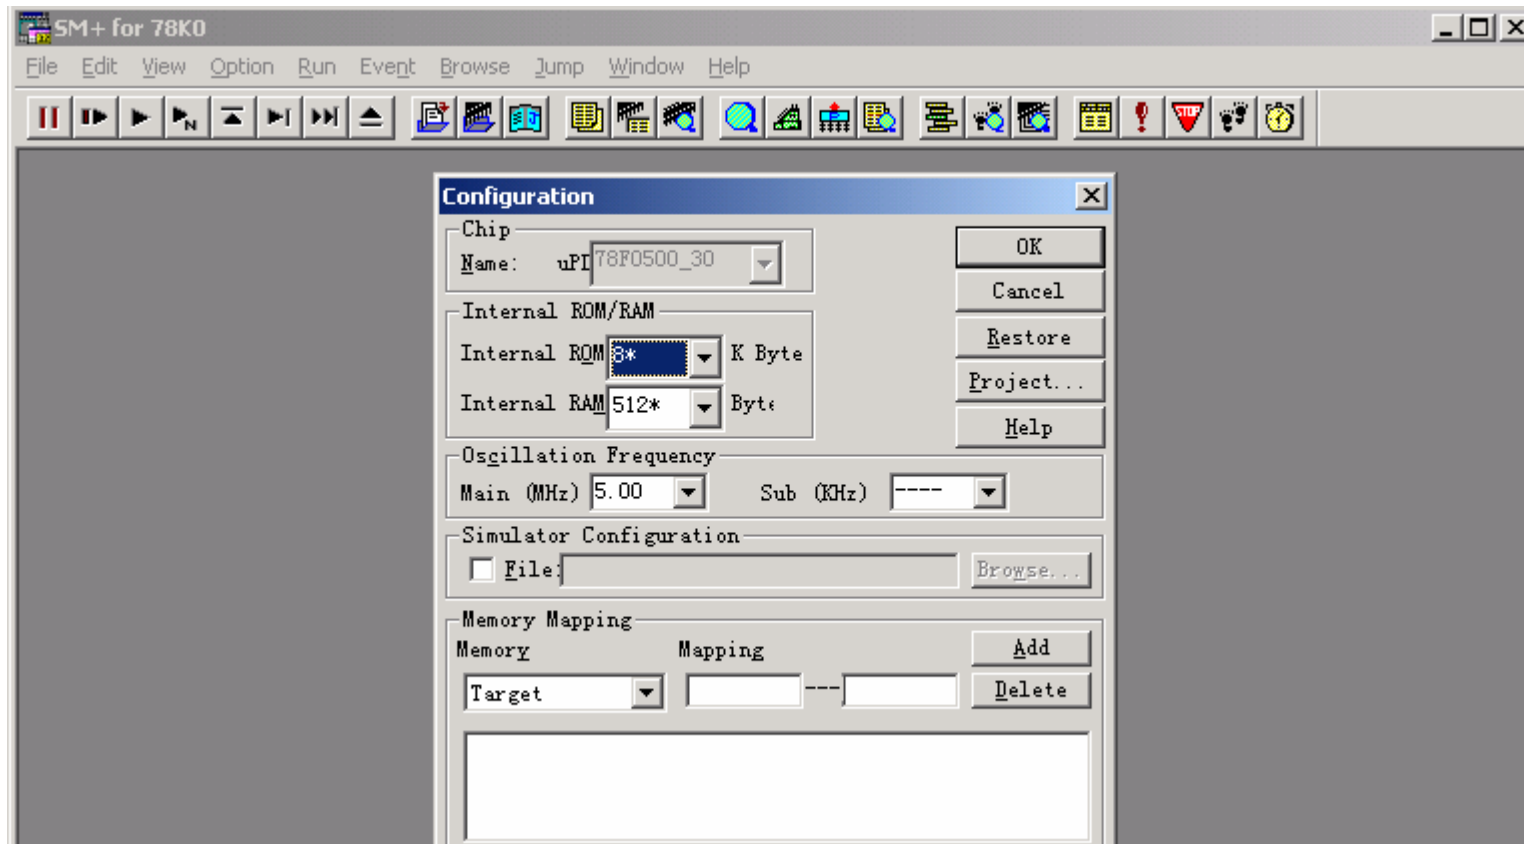 SM+ for 78K0
File Edit View Option Run Event Browse Jump Window Help
Configuration
Chip
Name: uPD 78F0500_30
OK
Cancel
Internal ROM/RAM
Internal ROM 8* K Byte
Restore
Project...
Internal RAM 512* Byte
Help
Oscillation Frequency
Main (MHz) 5.00 Sub (KHz) ----
Simulator Configuration
File: Browse...
Memory Mapping
Memory Mapping Add
Target --- Delete